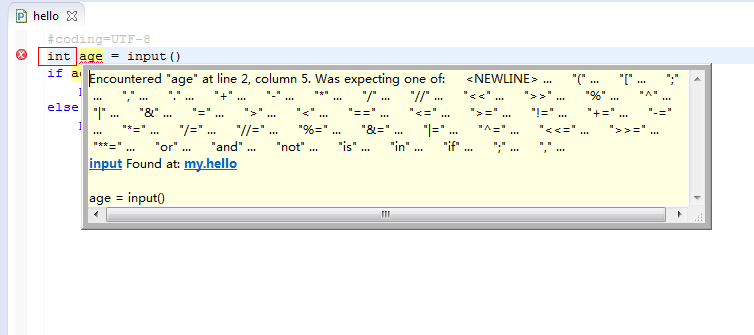 hello
#coding=UTF-8
int age = input()
if a
else
Encountered "age" at line 2, column 5. Was expecting one of: <NEWLINE> ... "(" ... "[" ... ";"
... "," ... "." ... "+" ... "-" ... "*" ... "/" ... "//" ... "<<" ... ">>" ... "%" ... "^" ...
"|" ... "&" ... "=" ... ">" ... "<" ... "==" ... "<=" ... ">=" ... "!=" ... "+=" ... "-="
... "*=" ... "/=" ... "//=" ... "%=" ... "&=" ... "|=" ... "^=" ... "<<=" ... ">>=" ...
"**=" ... "or" ... "and" ... "not" ... "is" ... "in" ... "if" ... ";" ... "," ...
input Found at: my.hello
age = input()